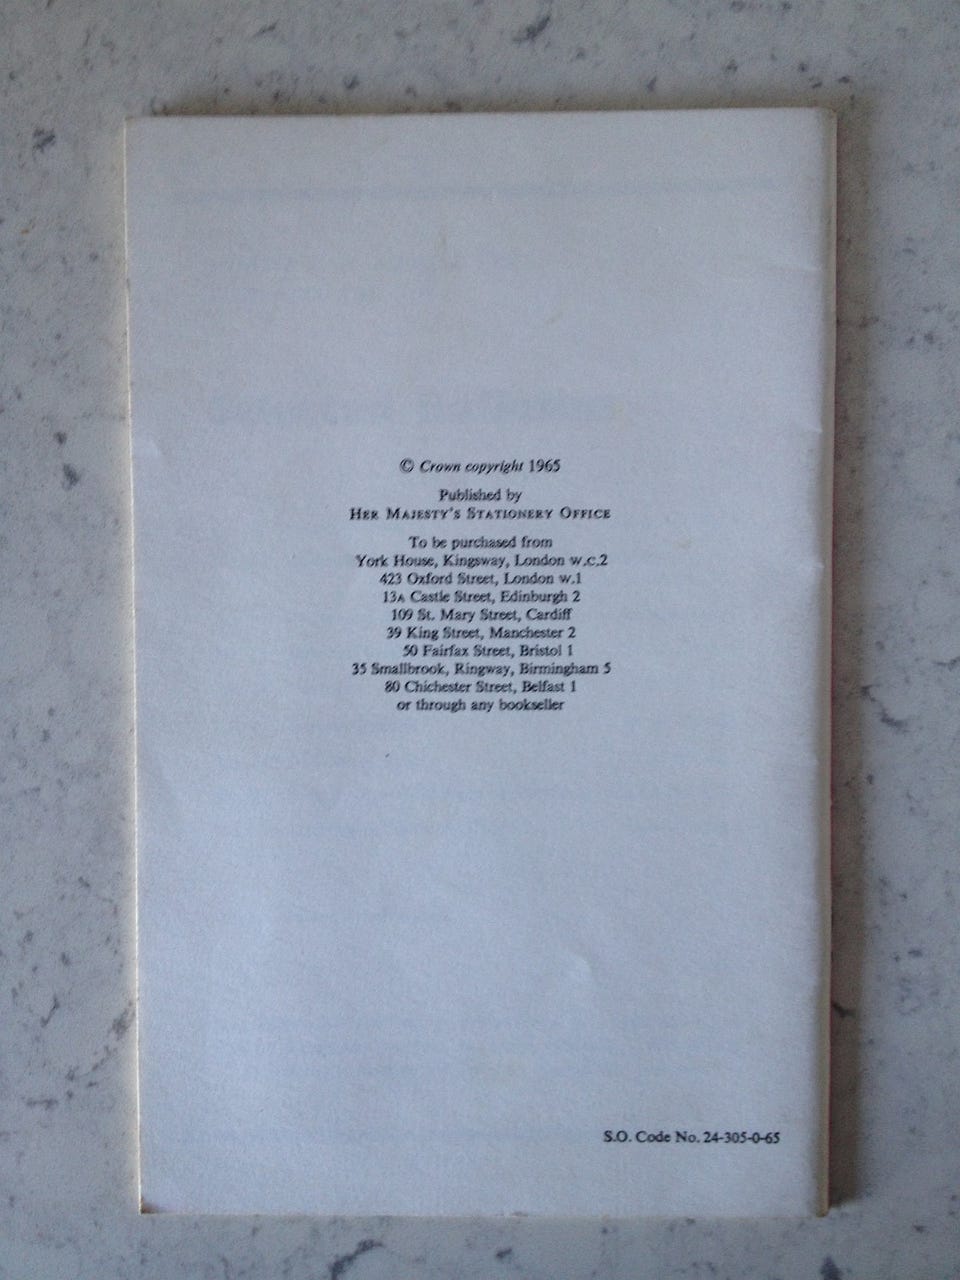 © Crown copyright 1965
Published by
HER MAJESTY'S STATIONERY OFFICE
To be purchased from
York House, Kingsway, London W.C.2
423 Oxford Street, London W.1
13A Castle Street, Edinburgh 2
109 St. Mary Street, Cardiff
39 King Street, Manchester 2
50 Fairfax Street, Bristol 1
35 Smallbrook, Ringway, Birmingham 5
80 Chichester Street, Belfast 1
or through any bookseller
S.O. Code No. 24-305-0-65